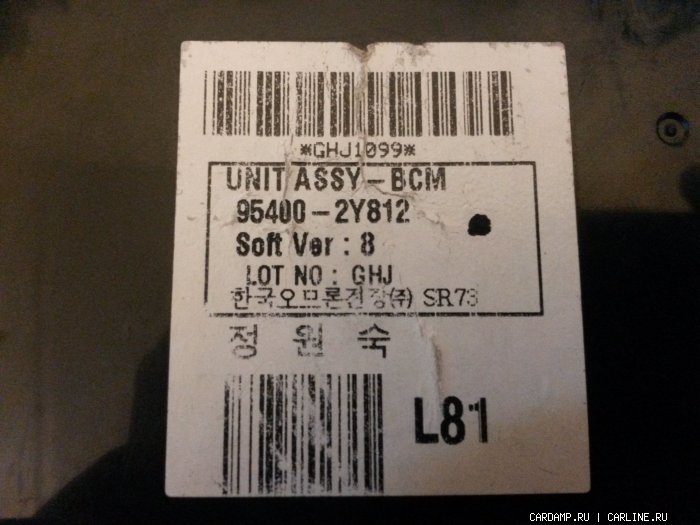 *GHJ1099*
UNIT ASSY-BCM
95400-2Y812
Soft Ver : 8
LOT NO : GHJ
한국오므론전장㈜ SR73
정 원 숙
L81
CARDAMP.RU | CARLINE.RU